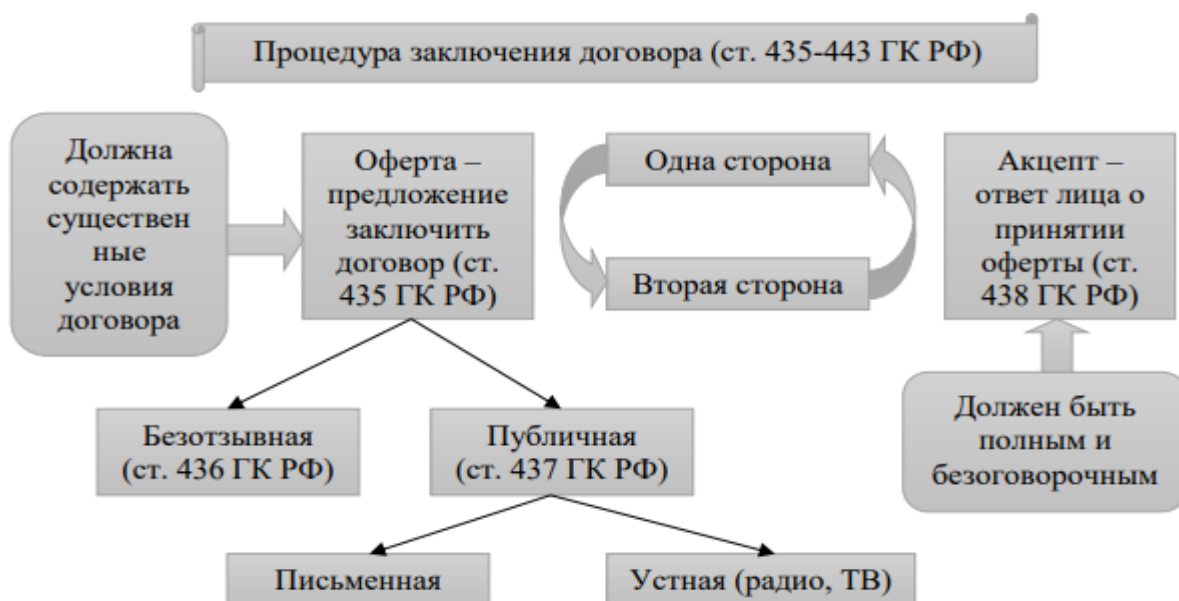 Процедура заключения договора (ст. 435-443 ГК РФ)
Должна
содержать
существен
ные
условия
договора
Оферта –
предложение
заключить
договор (ст.
435 ГК РФ)
Одна сторона
Вторая сторона
Акцепт –
ответ лица о
принятии
оферты (ст.
438 ГК РФ)
Безотзывная
(ст. 436 ГК РФ)
Публичная
(ст. 437 ГК РФ)
Должен быть
полным и
безоговорочным
Письменная
Устная (радио, ТВ)